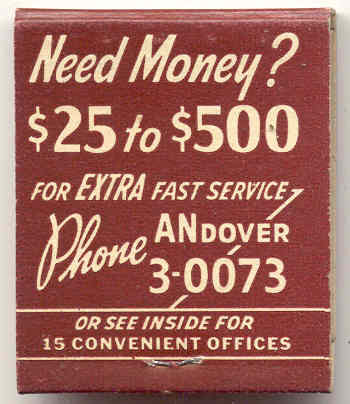 Need Money?
$25 to $500
FOR EXTRA FAST SERVICE
Phone ANDOVER
3-0073
OR SEE INSIDE FOR
15 CONVENIENT OFFICES